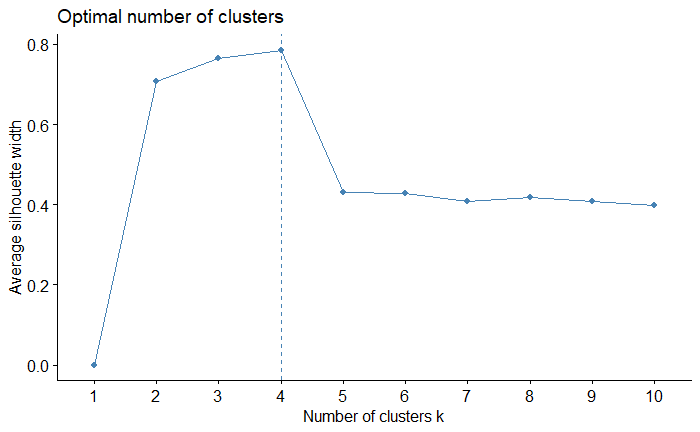 Optimal number of clusters
Average silhouette width
0.8
0.6
0.4
0.2
0.0
1 2 3 4 5 6 7 8 9 10
Number of clusters k